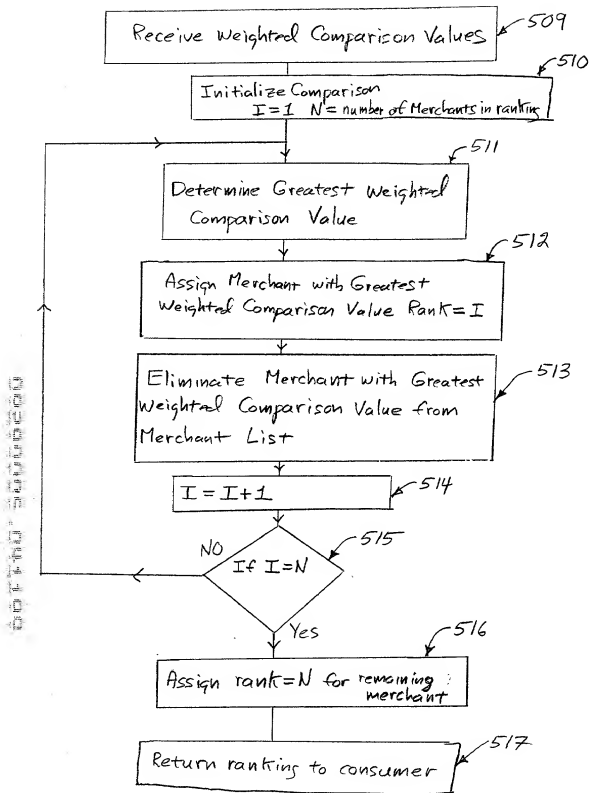 Receive Weighted Comparison Values
509
510
Initialize Comparison
I=1 N= number of Merchants in ranking
511
Determine Greatest Weighted
Comparison Value
512
Assign Merchant with Greatest
Weighted Comparison Value Rank=I
513
Eliminate Merchant with Greatest
Weighted Comparison Value from
Merchant List
514
I=I+1
515
NO
If I=N
Yes
516
Assign rank=N for remaining
merchant
517
Return ranking to consumer